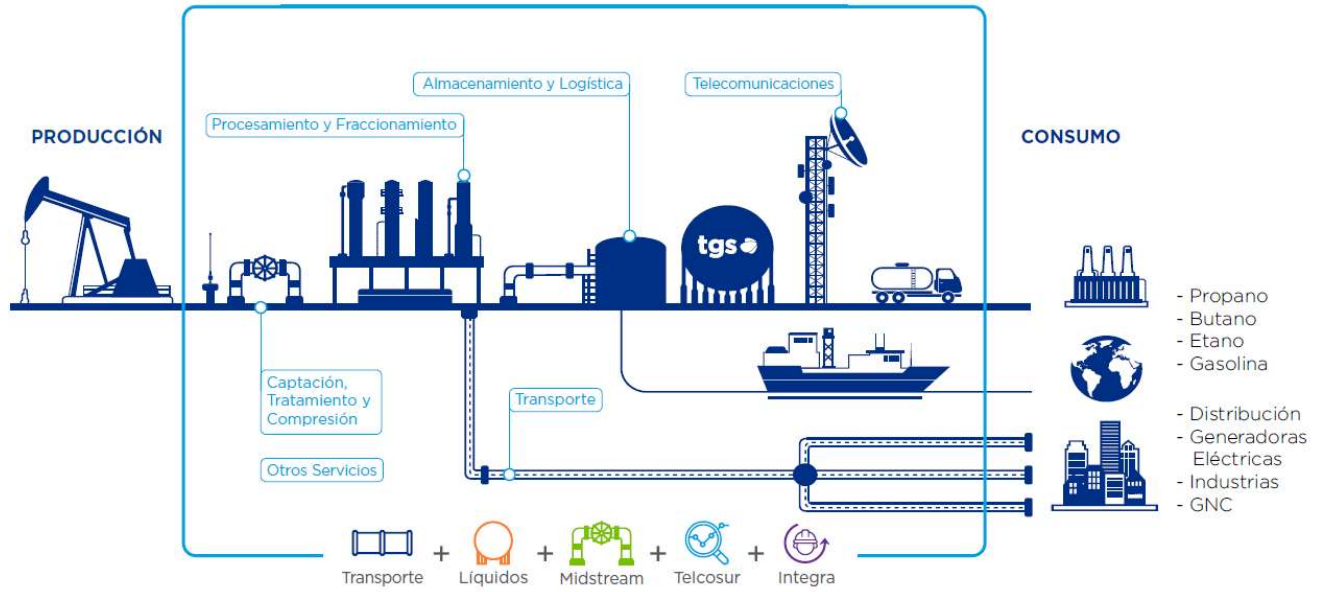 Almacenamiento y Logística
Telecomunicaciones
Procesamiento y Fraccionamiento
PRODUCCIÓN
CONSUMO
tgs
- Propano
- Butano
- Etano
- Gasolina
Captación,
Tratamiento y
Compresión
Transporte
- Distribución
- Generadoras
Eléctricas
- Industrias
- GNC
Otros Servicios
Transporte + Líquidos + Midstream + Telcosur + Integra